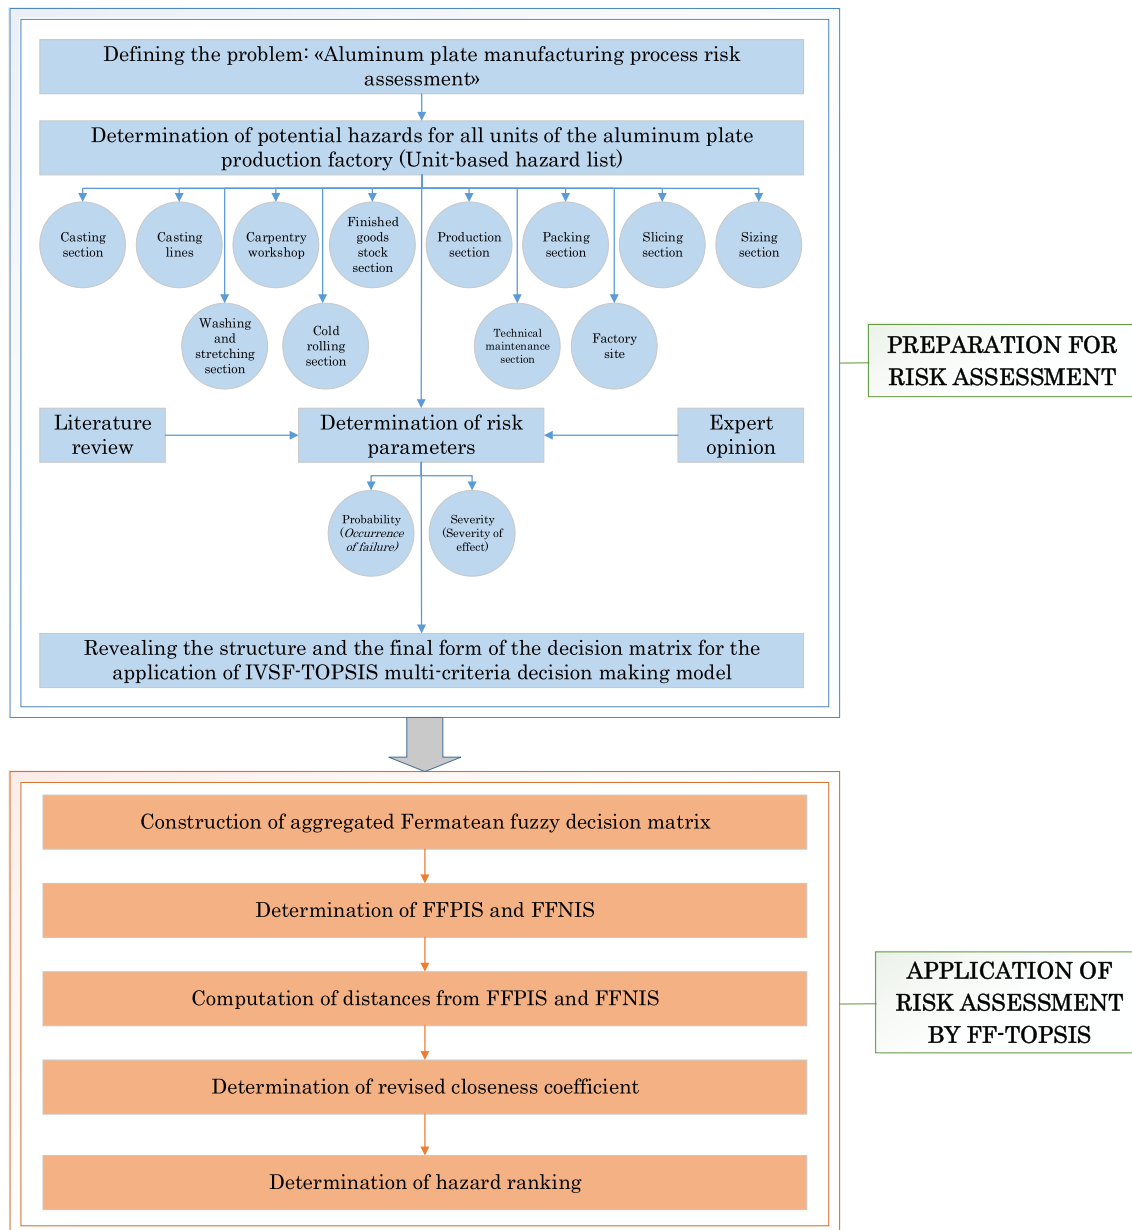 Defining the problem: «Aluminum plate manufacturing process risk
assessment»
Determination of potential hazards for all units of the aluminum plate
production factory (Unit-based hazard list)
Casting
section
Casting
lines
Carpentry
workshop
Finished
goods
stock
section
Production
section
Packing
section
Slicing
section
Sizing
section
Washing
and
stretching
section
Cold
rolling
section
Technical
maintenance
section
Factory
site
PREPARATION FOR
RISK ASSESSMENT
Literature
review
Determination of risk
parameters
Expert
opinion
Probability
(Occurrence
of failure)
Severity
(Severity of
effect)
Revealing the structure and the final form of the decision matrix for the
application of IVSF-TOPSIS multi-criteria decision making model
Construction of aggregated Fermatean fuzzy decision matrix
Determination of FFPIS and FFNIS
Computation of distances from FFPIS and FFNIS
APPLICATION OF
RISK ASSESSMENT
BY FF-TOPSIS
Determination of revised closeness coefficient
Determination of hazard ranking